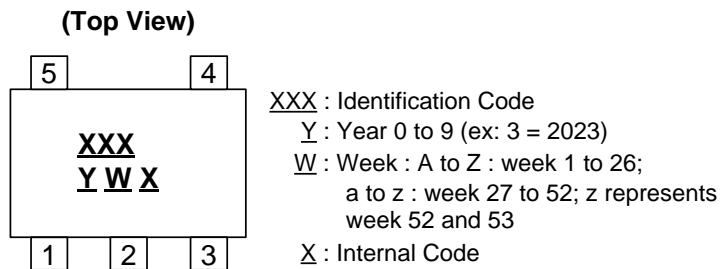 (Top View)
5 4
XXX : Identification Code
Y : Year 0 to 9 (ex: 3 = 2023)
XXX
W : Week : A to Z : week 1 to 26;
Y W X
a to z : week 27 to 52; z represents
week 52 and 53
1 2 3
X : Internal Code